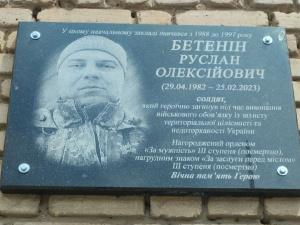 У цьому навчальному закладі навчався з 1988 до 1997 року
БЕТЕНІН
РУСЛАН
ОЛЕКСІЙОВИЧ
(29.04.1982 – 25.02.2023)
солдат,
який героїчно загинув під час виконання
військового обов'язку із захисту
територіальної цілісності та
недоторканості України
Нагороджений орденом
«За мужність» III ступеня (посмертно),
нагрудним знаком «За заслуги перед містом»
III ступеня (посмертно)
Вічна пам'ять Герою